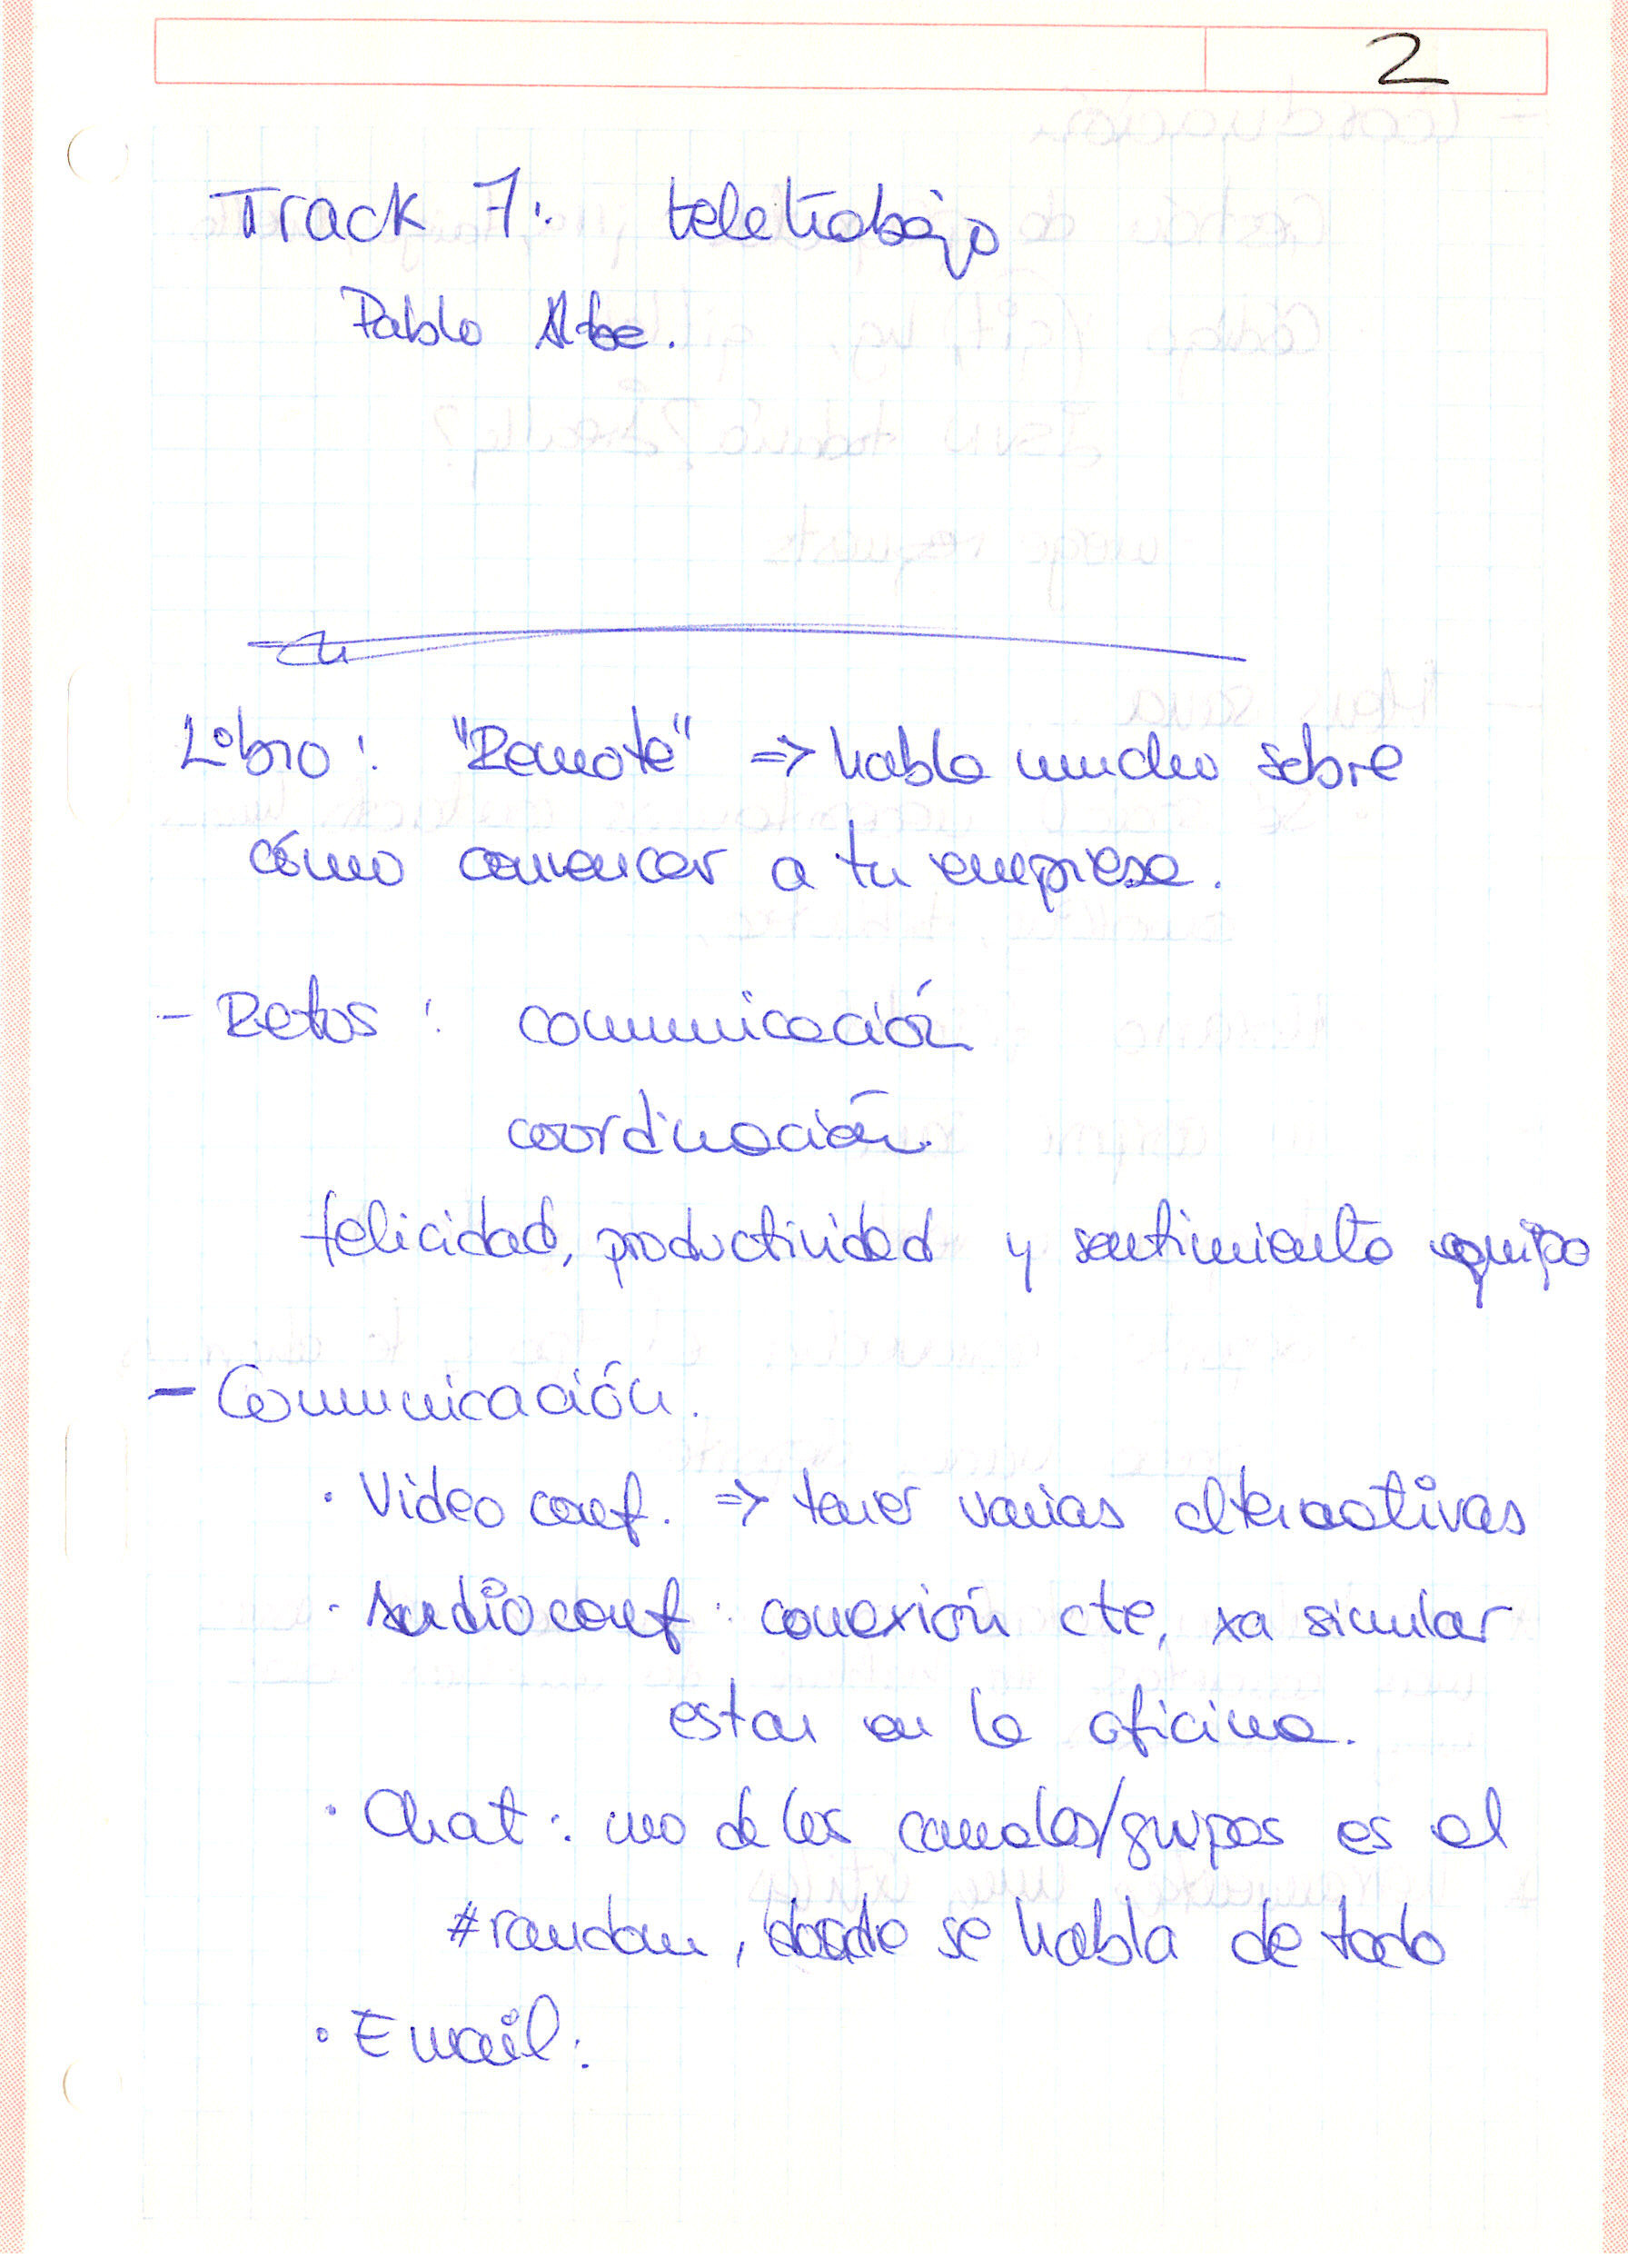 2
Track 7: teletrabajo
Pablo
Libro: "Remote" => habla mucho sobre
cómo convencer a tu empresa.
- Retos: comunicación
coordinación
felicidad, productividad y sentimiento equipo
- Comunicación.
· Video conf. => tener varias alternativas
· Audio conf: conexión cte, xa simular
estar en la oficina.
· Chat: uno de los canales/grupos es el
#random, donde se habla de todo
· Email: